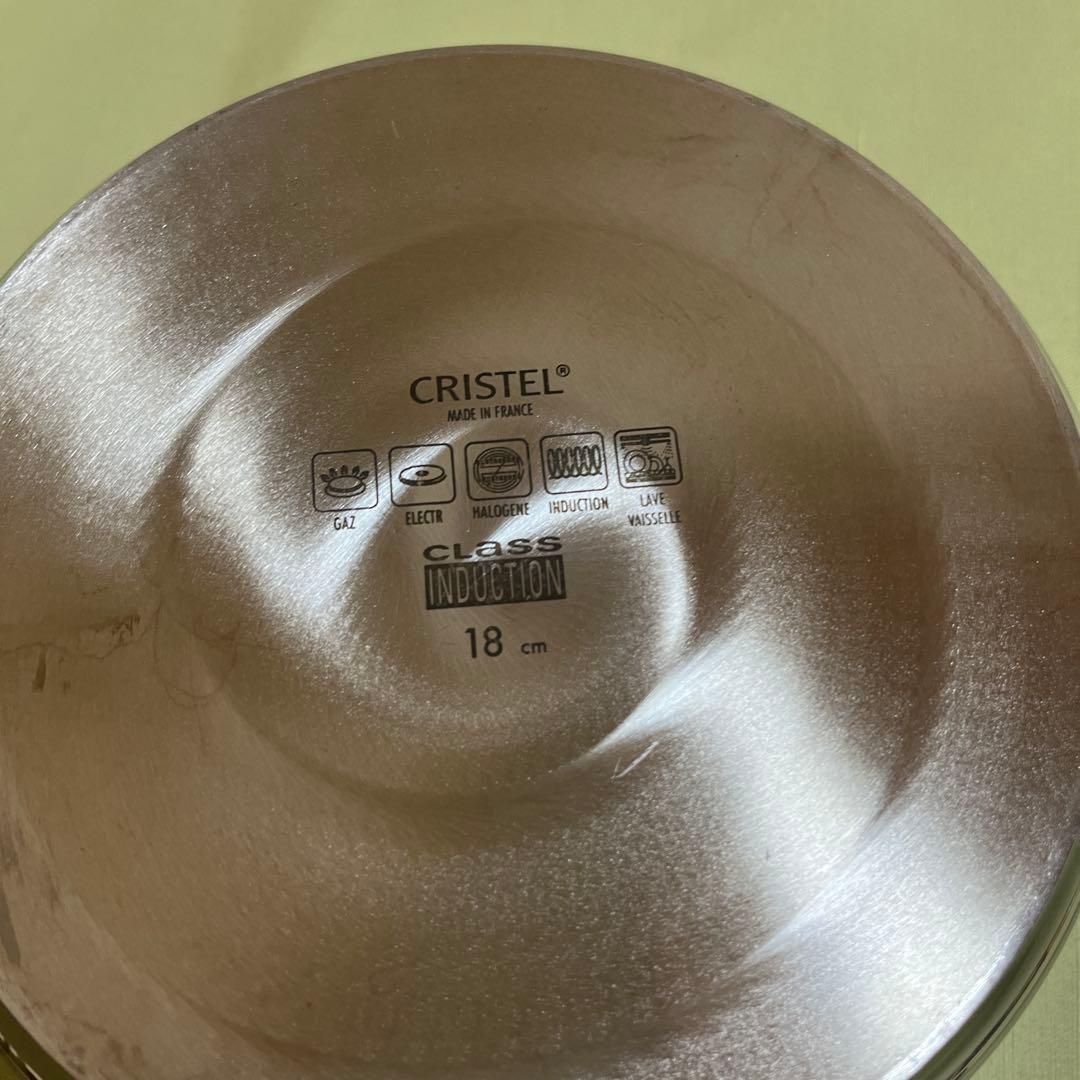 CRISTEL®
MADE IN FRANCE
GAZ ELECTR HALOGENE INDUCTION LAVE VAISSELLE
CLASS
INDUCTION
18 cm